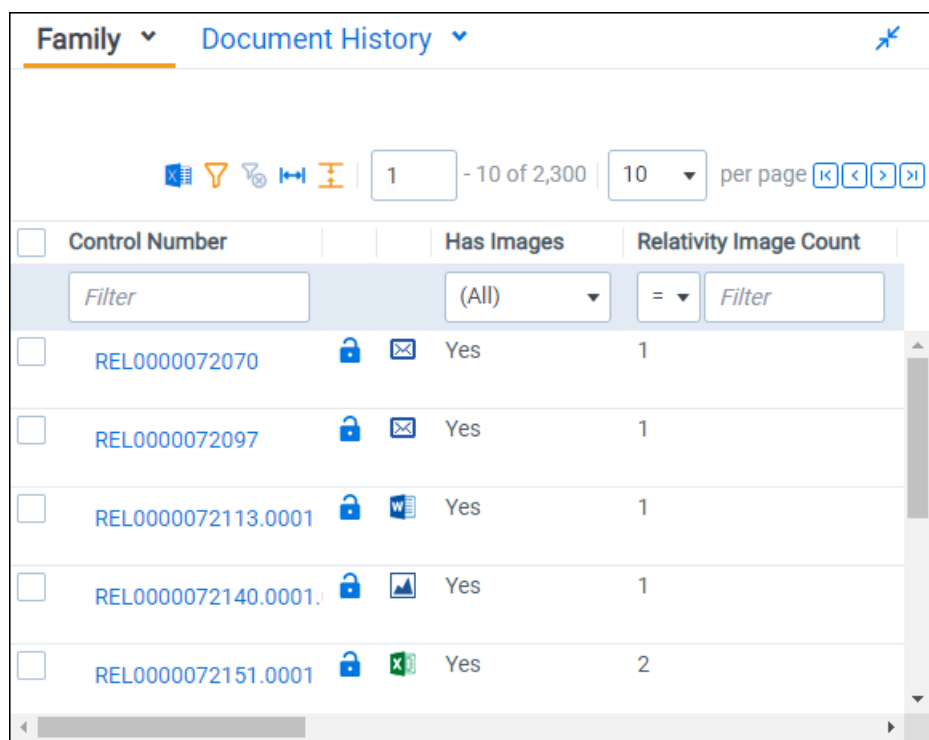 Family Document History
1 - 10 of 2,300 10 per page
Control Number Has Images Relativity Image Count
Filter (All) = Filter
REL0000072070 Yes 1
REL0000072097 Yes 1
REL0000072113.0001 W Yes 1
REL0000072140.0001. Yes 1
REL0000072151.0001 X Yes 2